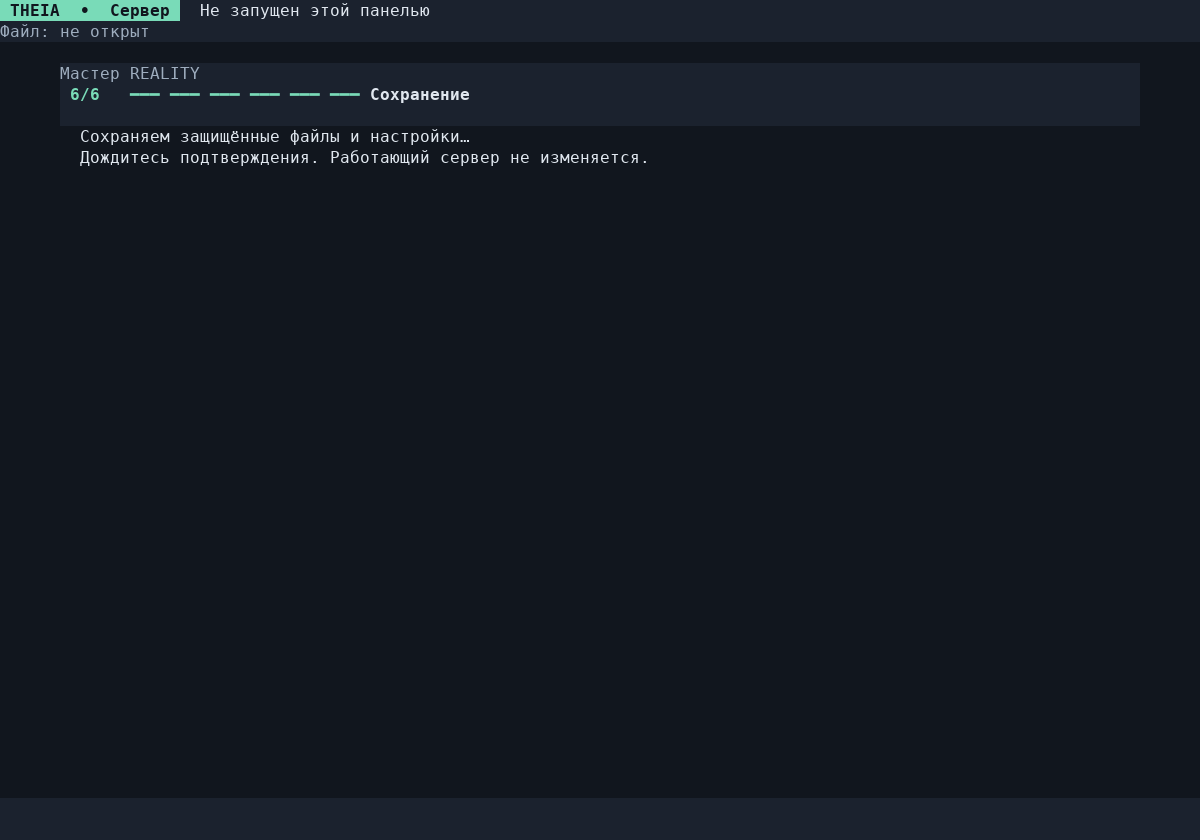 THEIA • Сервер Не запущен этой панелью
Файл: не открыт
Мастер REALITY
6/6 ━━━ ━━━ ━━━ ━━━ ━━━ ━━━ Сохранение
Сохраняем защищённые файлы и настройки…
Дождитесь подтверждения. Работающий сервер не изменяется.